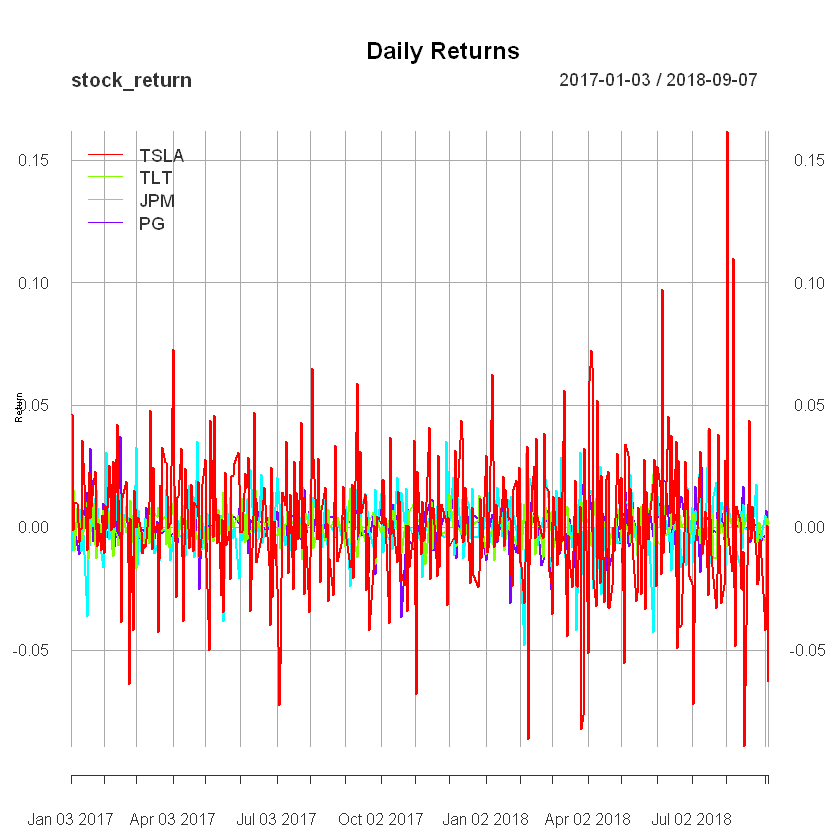 Daily Returns
stock_return 2017-01-03 / 2018-09-07
TSLA
TLT
JPM
PG
0.15 0.15
0.10 0.10
0.05 0.05
Return
0.00 0.00
-0.05 -0.05
Jan 03 2017 Apr 03 2017 Jul 03 2017 Oct 02 2017 Jan 02 2018 Apr 02 2018 Jul 02 2018